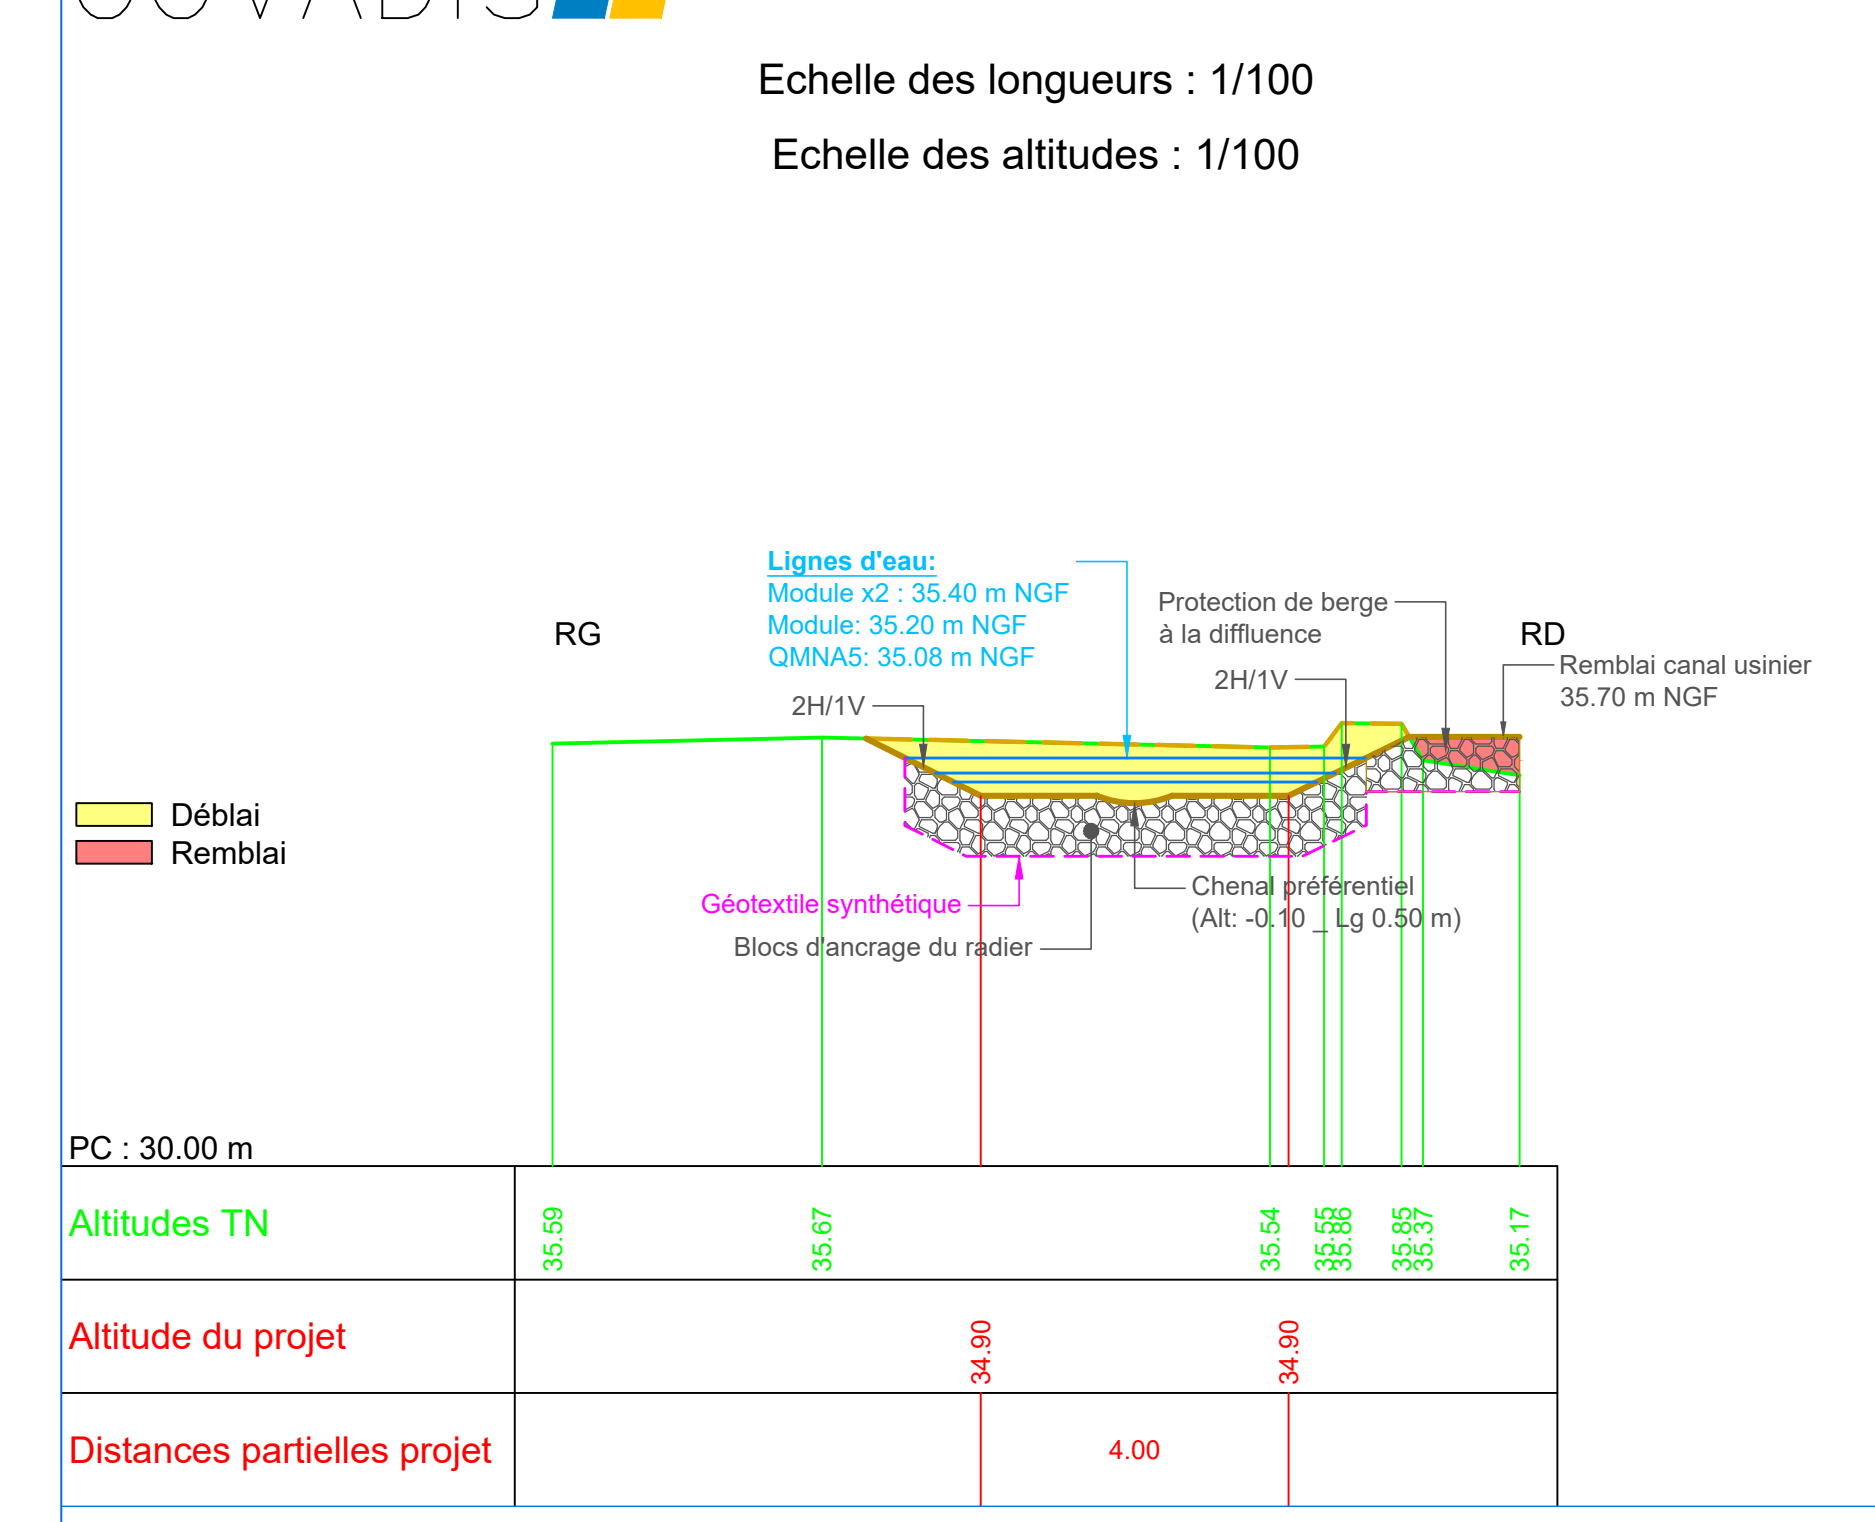 Echelle des longueurs : 1/100
Echelle des altitudes : 1/100
Lignes d'eau:
Module x2 : 35.40 m NGF
Module: 35.20 m NGF
QMNA5: 35.08 m NGF
Protection de berge
à la diffluence
RG
RD
Remblai canal usinier
35.70 m NGF
2H/1V
2H/1V
Déblai
Remblai
Géotextile synthétique
Chenal préférentiel
(Alt: -0.10 _ Lg 0.50 m)
Blocs d'ancrage du radier
PC : 30.00 m
Altitudes TN
35.59
35.67
35.54
35.55
35.86
35.85
35.37
35.17
Altitude du projet
34.90
34.90
Distances partielles projet
4.00